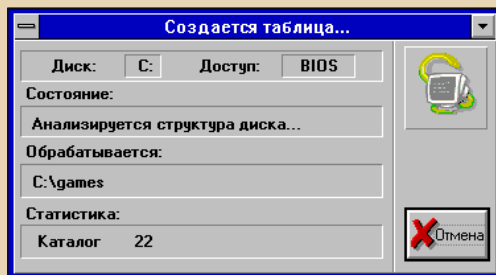 Создается таблица...
Диск: C: Доступ: BIOS
Состояние:
Анализируется структура диска...
Обрабатывается:
C:\games
Статистика:
Каталог 22
Отмена